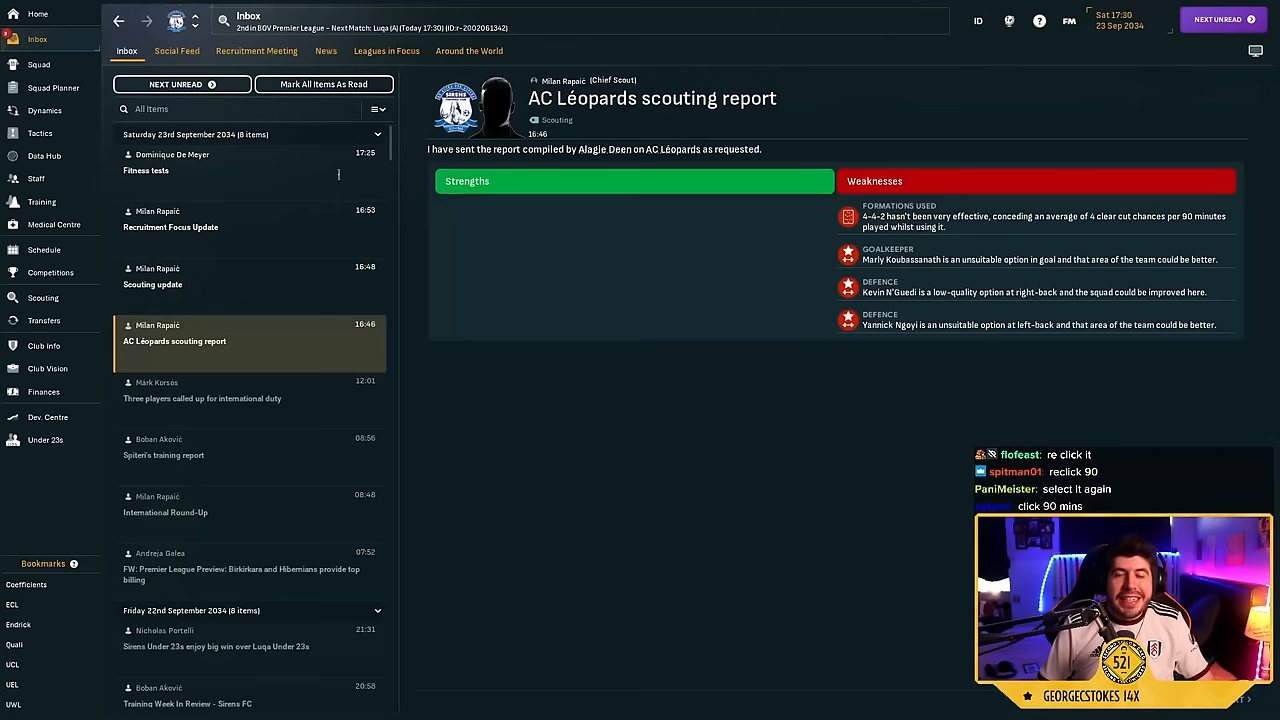 Home
Inbox
2nd in BOV Premier League - Next Match: Luqa (A) (Today 17:30) (ID:r-2002061342)
ID
FM
Sat 17:30
23 Sep 2034
NEXT UNREAD
3
Inbox
Squad
Squad Planner
Dynamics
Tactics
Data Hub
Staff
Training
Medical Centre
Schedule
Competitions
Scouting
Transfers
Club Info
Club Vision
Finances
Dev. Centre
Under 23s
Bookmarks ?
Coefficients
ECL
Endrick
Quali
UCL
UEL
UWL
Inbox
Social Feed
Recruitment Meeting
News
Leagues in Focus
Around the World
NEXT UNREAD
Mark All Items As Read
All Items
Saturday 23rd September 2034 (8 items)
Dominique De Meyer 17:25
Fitness tests
Milan Rapaić 16:53
Recruitment Focus Update
Milan Rapaić 16:48
Scouting update
Milan Rapaić 16:46
AC Léopards scouting report
Márk Korsós 12:01
Three players called up for international duty
Boban Aković 08:56
Spiteri's training report
Milan Rapaić 08:48
International Round-Up
Andreja Galea 07:52
FW: Premier League Preview: Birkirkara and Hibernians provide top
billing
Friday 22nd September 2034 (8 items)
Nicholas Portelli 21:31
Sirens Under 23s enjoy big win over Luqa Under 23s
Boban Aković 20:58
Training Week In Review - Sirens FC
SIRENS
Milan Rapaić (Chief Scout)
AC Léopards scouting report
Scouting
16:46
I have sent the report compiled by Alagie Deen on AC Léopards as requested.
Strengths
Weaknesses
FORMATIONS USED
4-4-2 hasn't been very effective, conceding an average of 4 clear cut chances per 90 minutes
played whilst using it.
GOALKEEPER
Marly Koubassanath is an unsuitable option in goal and that area of the team could be better.
DEFENCE
Kevin N'Guedi is a low-quality option at right-back and the squad could be improved here.
DEFENCE
Yannick Ngoyi is an unsuitable option at left-back and that area of the team could be better.
flofeast: re click it
spitman01: reclick 90
PaniMeister: select it again
click 90 mins
521
GEORGECSTOKES 14X